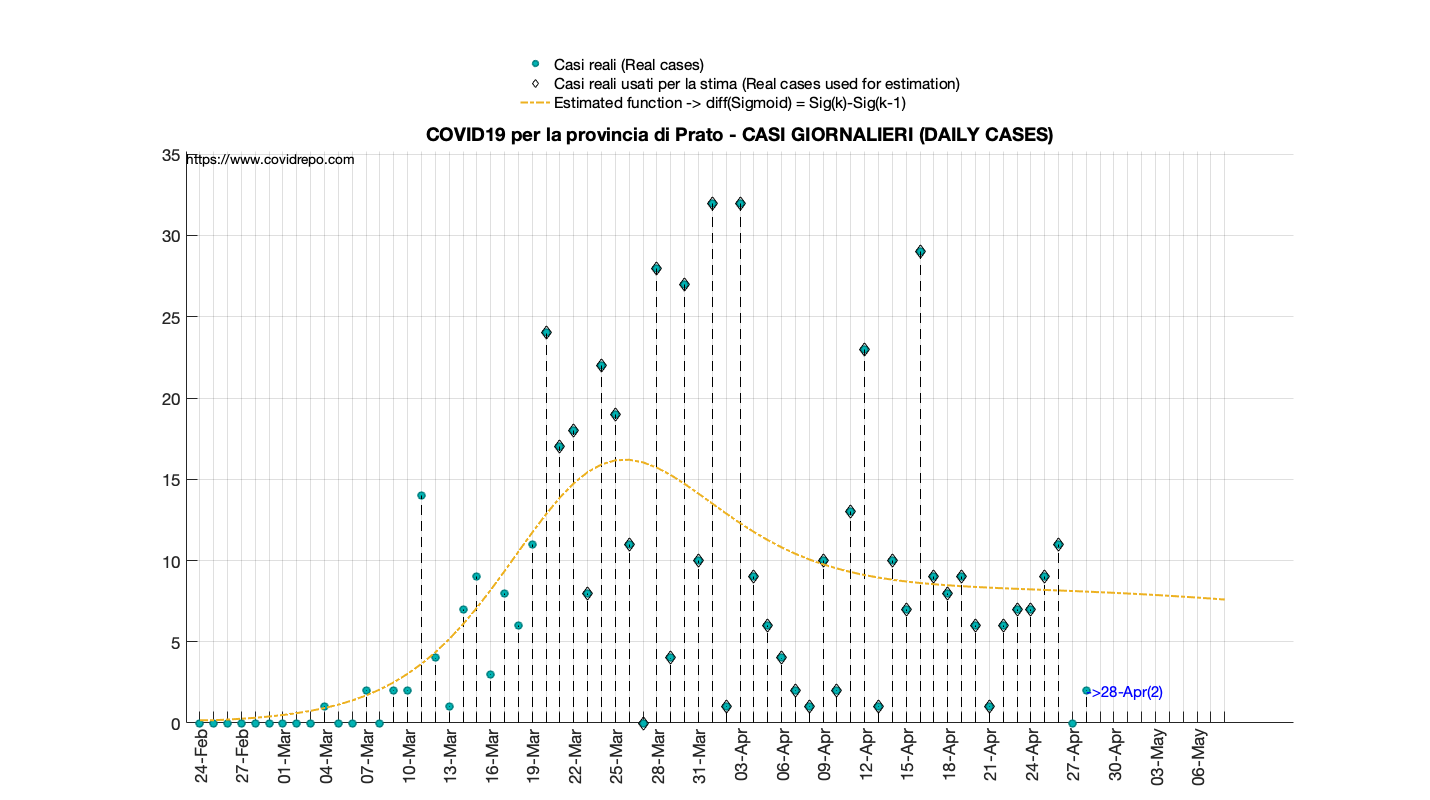 Casi reali (Real cases)
Casi reali usati per la stima (Real cases used for estimation)
Estimated function -> diff(Sigmoid) = Sig(k)-Sig(k-1)
COVID19 per la provincia di Prato - CASI GIORNALIERI (DAILY CASES)
https://www.covidrepo.com
35
30
25
20
15
10
5
0
->28-Apr(2)
24-Feb
27-Feb
01-Mar
04-Mar
07-Mar
10-Mar
13-Mar
16-Mar
19-Mar
22-Mar
25-Mar
28-Mar
31-Mar
03-Apr
06-Apr
09-Apr
12-Apr
15-Apr
18-Apr
21-Apr
24-Apr
27-Apr
30-Apr
03-May
06-May